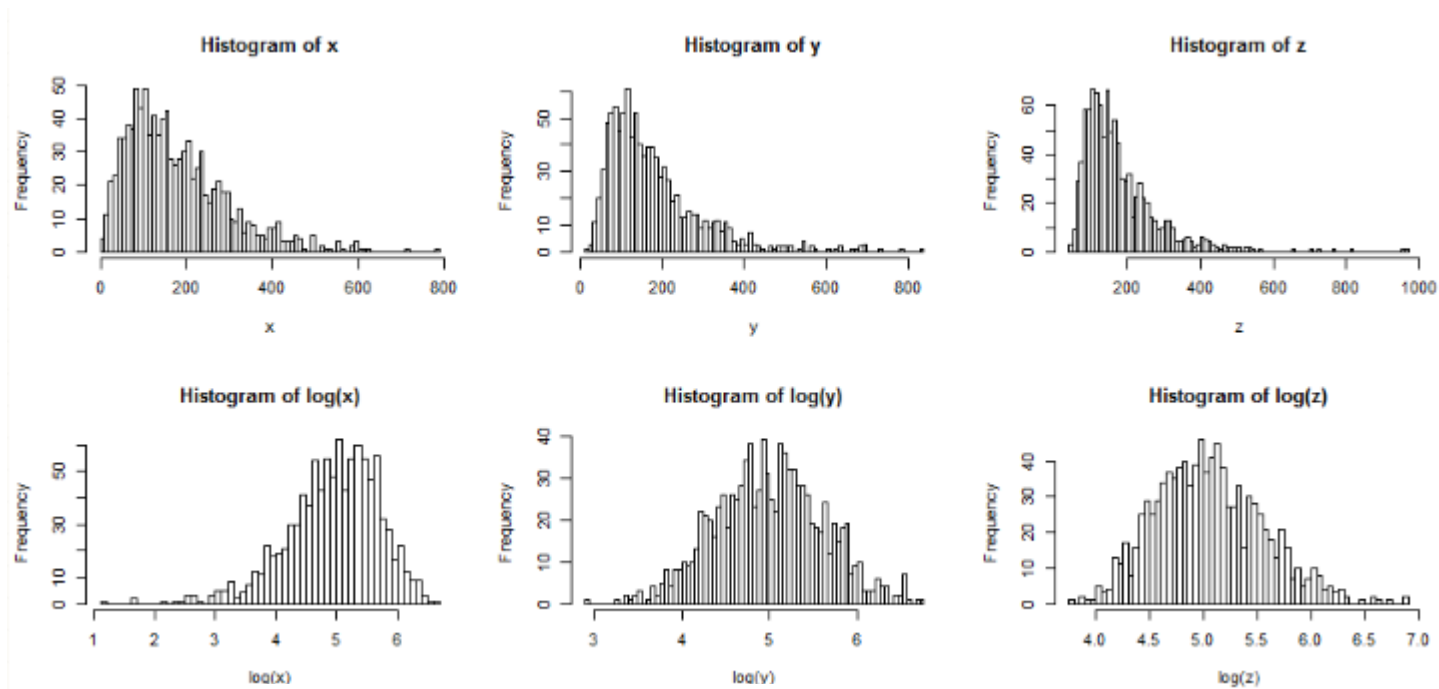 Histogram of x
Frequency
0 10 20 30 40 50
0 200 400 600 800
x
Histogram of y
Frequency
0 10 30 50
0 200 400 600 800
y
Histogram of z
Frequency
0 20 40 60
200 400 600 800 1000
z
Histogram of log(x)
Frequency
0 10 30 50
1 2 3 4 5 6
log(x)
Histogram of log(y)
Frequency
0 10 20 30 40
3 4 5 6
log(y)
Histogram of log(z)
Frequency
0 10 20 30 40
4.0 4.5 5.0 5.5 6.0 6.5 7.0
log(z)